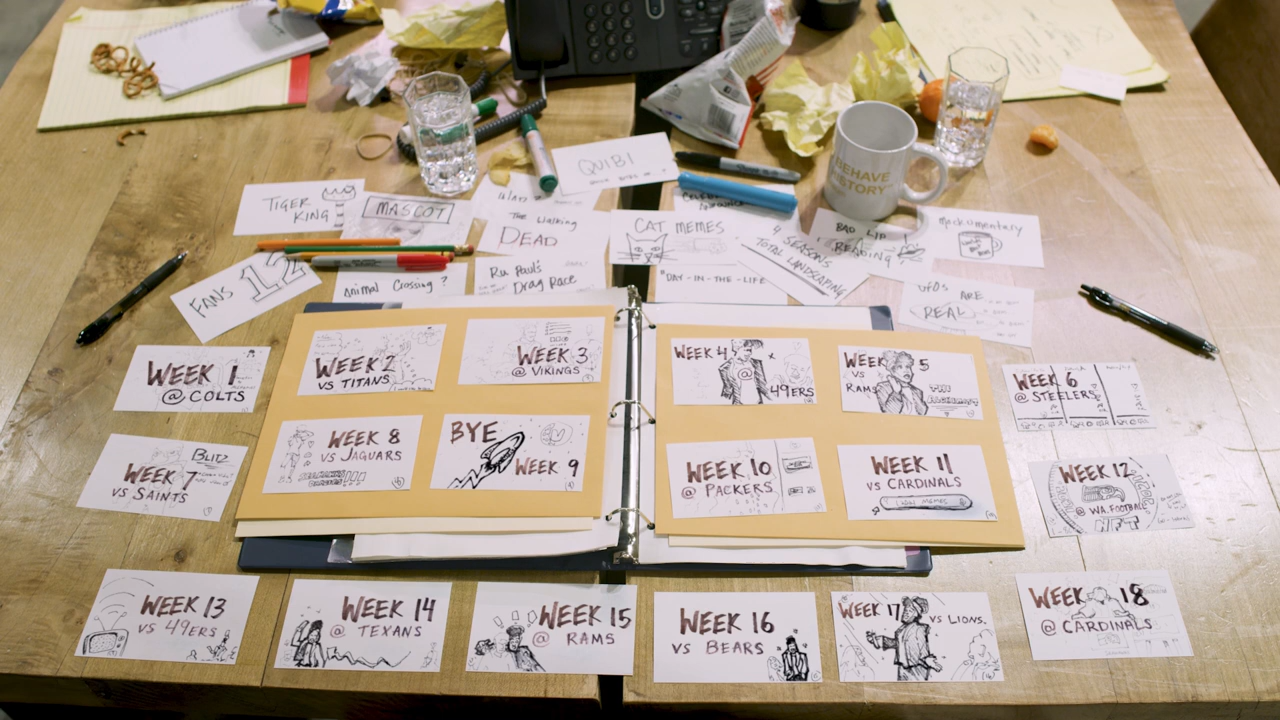 QUIBI
TIGER
KING
MASCOT
The Walking
DEAD
CAT MEMES
4 SEASONS
TOTAL LANDSCAPING
BAD LIP
READING
Mockumentary
"BEHAVE
HISTORY"
FANS 12
Animal Crossing?
Ru Paul's
Drag Race
"DAY-IN-THE-LIFE"
UFOs
ARE
REAL
WEEK 1
@ COLTS
WEEK 2
VS TITANS
WEEK 3
@ VIKINGS
WEEK 4
@
49ERS
WEEK 5
VS
RAMS
WEEK 6
@ STEELERS
BLITZ
WEEK 7
VS SAINTS
WEEK 8
VS JAGUARS
BYE
WEEK 9
WEEK 10
@ PACKERS
WEEK 11
VS CARDINALS
WEEK 12
@ WA. FOOTBALL
NFT
WEEK 13
VS 49ERS
WEEK 14
@ TEXANS
WEEK 15
@ RAMS
WEEK 16
VS BEARS
WEEK 17
VS LIONS.
WEEK 18
@ CARDINALS